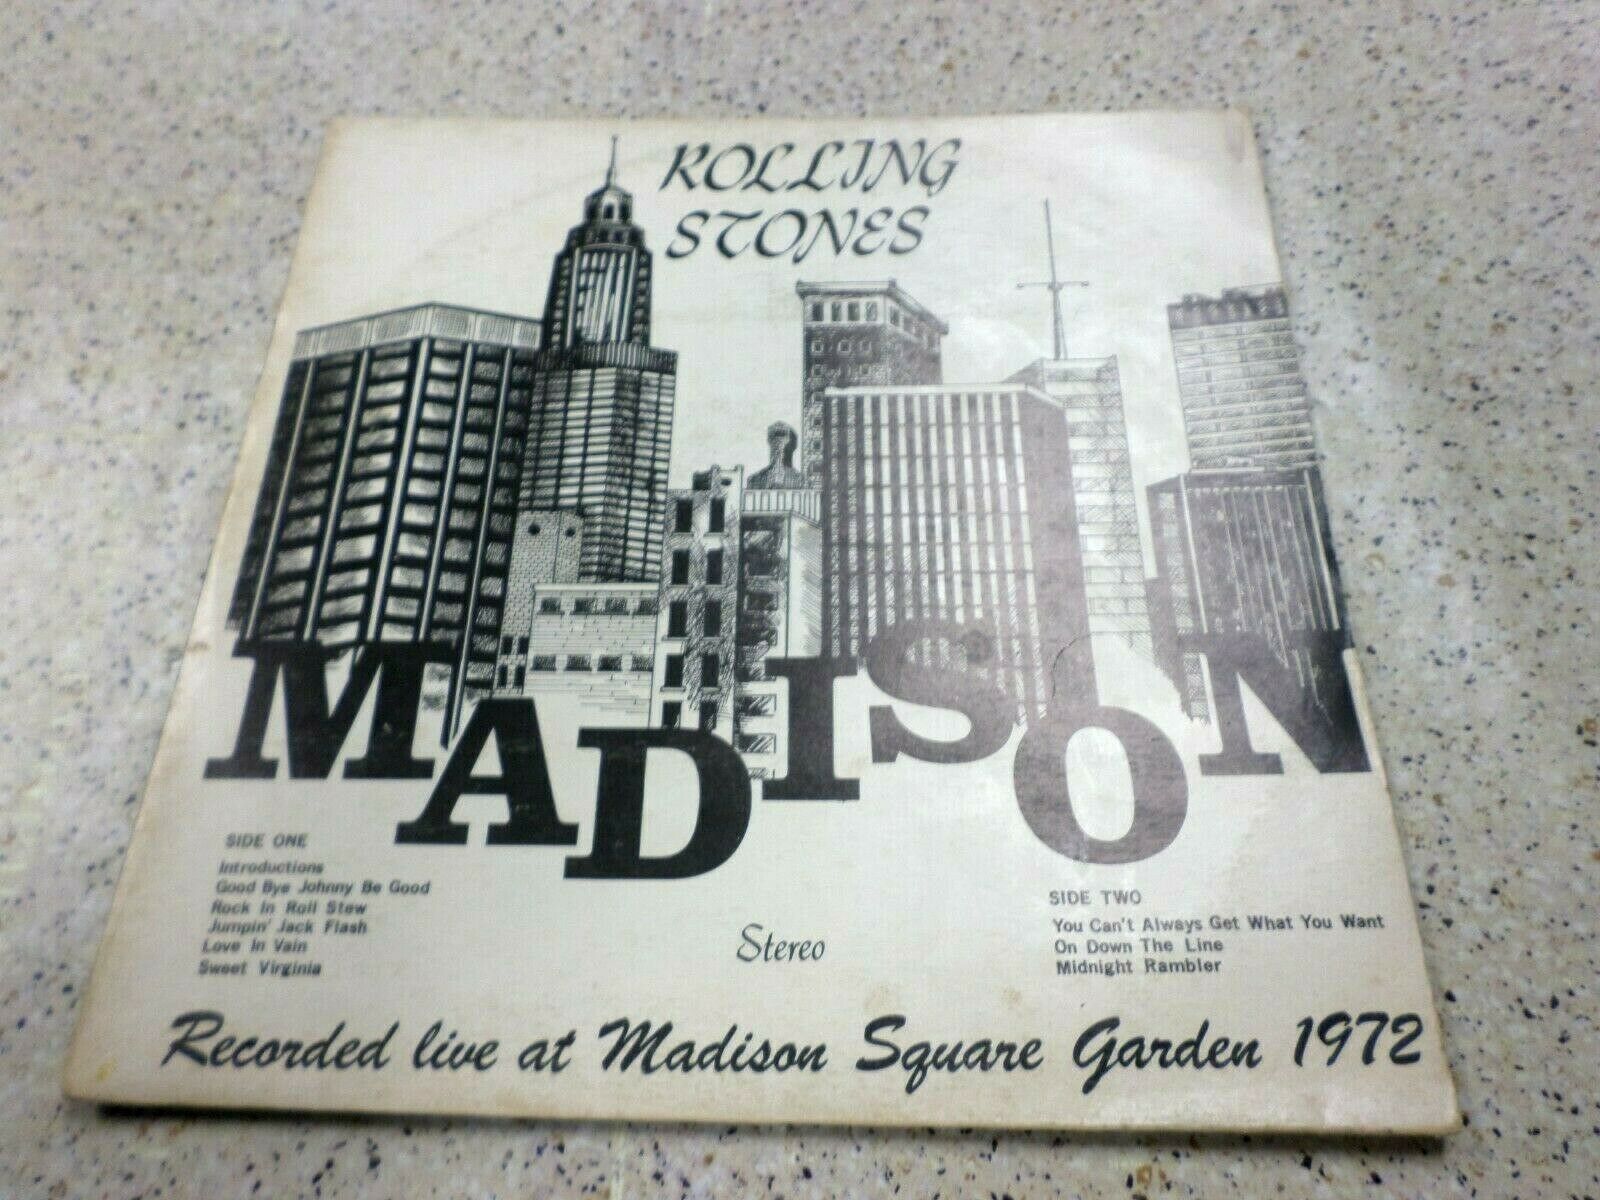 ROLLING
STONES
MADISON
SIDE ONE
Introductions
Good Bye Johnny Be Good
Rock In Roll Stew
Jumpin' Jack Flash
Love In Vain
Sweet Virginia
Stereo
SIDE TWO
You Can't Always Get What You Want
On Down The Line
Midnight Rambler
Recorded live at Madison Square Garden 1972